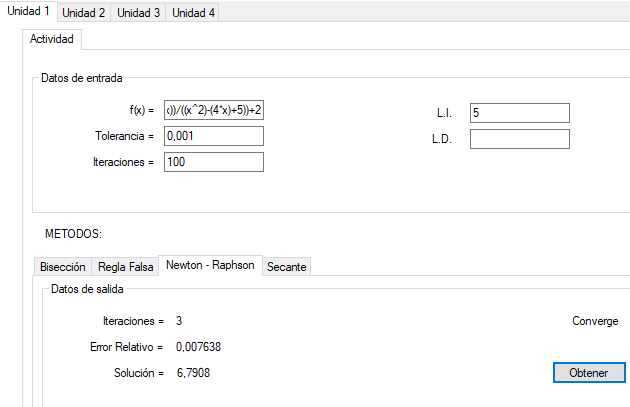 Unidad 1 Unidad 2 Unidad 3 Unidad 4
Actividad
Datos de entrada
f(x) = ))/((x^2)-(4*x)+5))+2
L.I. 5
Tolerancia = 0,001
L.D.
Iteraciones = 100
METODOS:
Bisección Regla Falsa Newton - Raphson Secante
Datos de salida
Iteraciones = 3
Converge
Error Relativo = 0,007638
Solución = 6,7908
Obtener